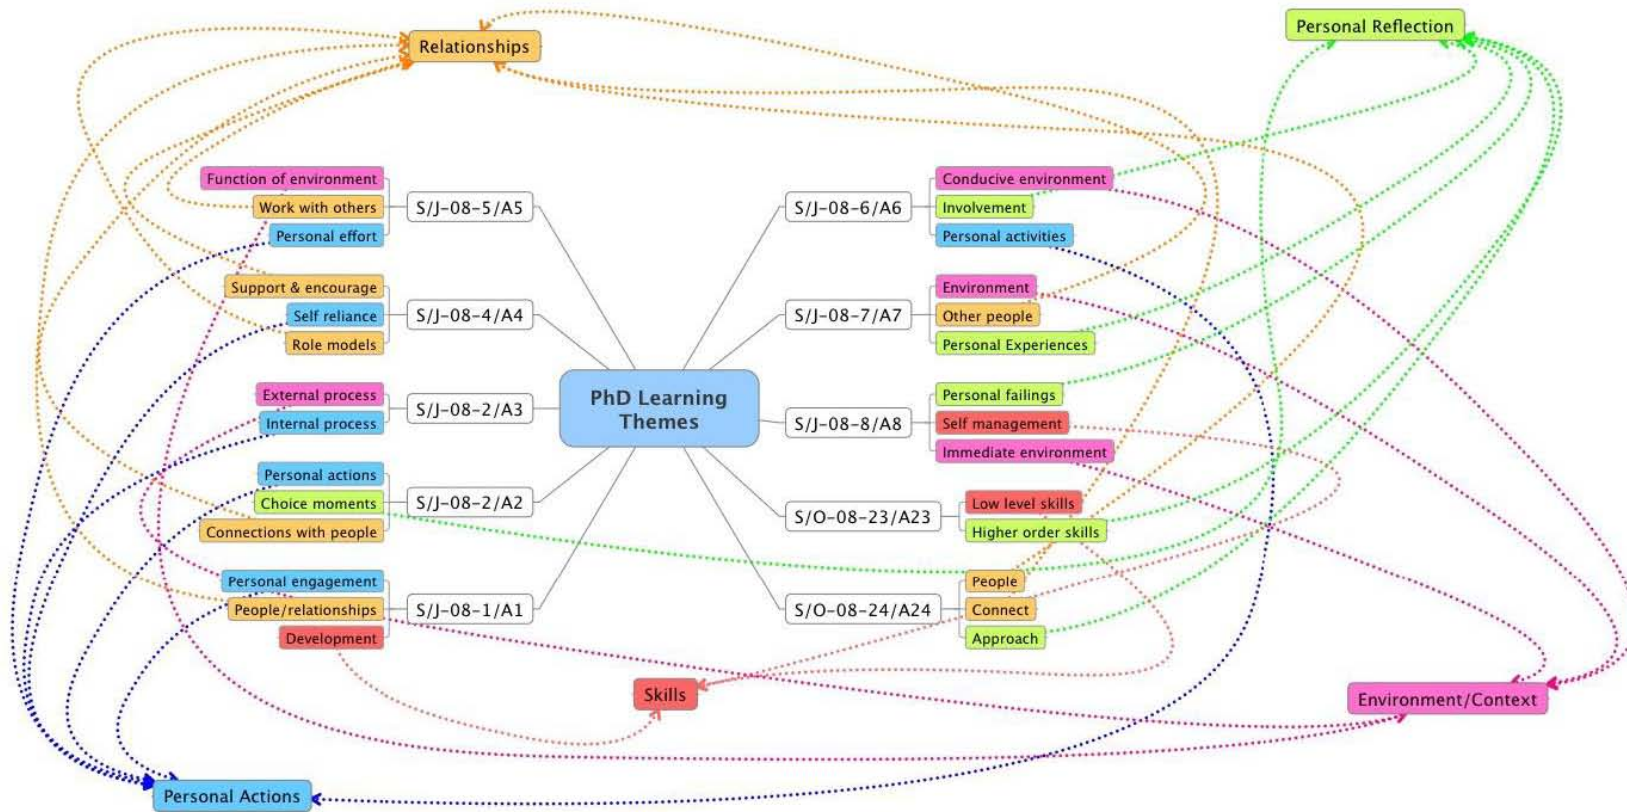 Relationships
Personal Reflection
Function of environment
Work with others
Personal effort
S/J-08-5/A5
Support & encourage
Self reliance
Role models
S/J-08-4/A4
External process
Internal process
S/J-08-2/A3
Personal actions
Choice moments
Connections with people
S/J-08-2/A2
Personal engagement
People/relationships
Development
S/J-08-1/A1
PhD Learning
Themes
S/J-08-6/A6
Conducive environment
Involvement
Personal activities
S/J-08-7/A7
Environment
Other people
Personal Experiences
S/J-08-8/A8
Personal failings
Self management
Immediate environment
S/O-08-23/A23
Low level skills
Higher order skills
S/O-08-24/A24
People
Connect
Approach
Skills
Environment/Context
Personal Actions